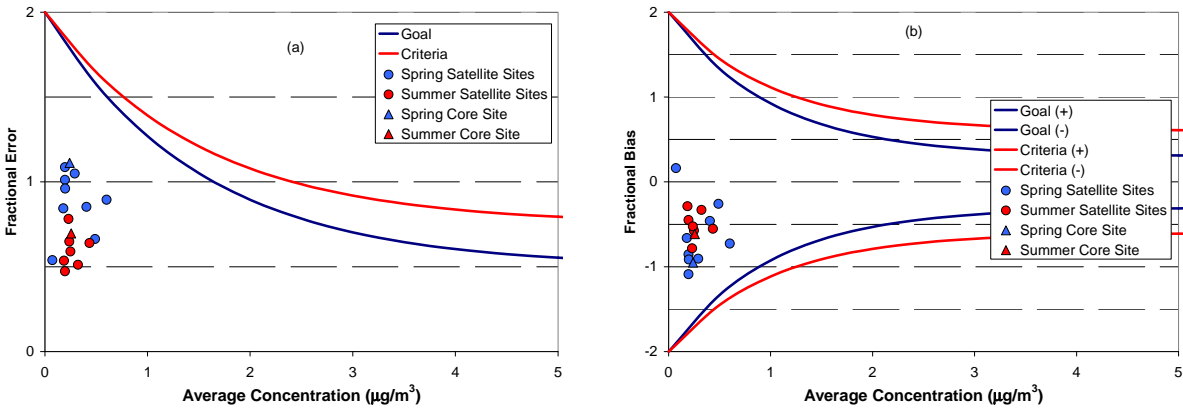 (a)
Goal
Criteria
Spring Satellite Sites
Summer Satellite Sites
Spring Core Site
Summer Core Site
Fractional Error
2
1
0
0 1 2 3 4 5
Average Concentration (µg/m³)
(b)
Goal (+)
Goal (-)
Criteria (+)
Criteria (-)
Spring Satellite Sites
Summer Satellite Sites
Spring Core Site
Summer Core Site
Fractional Bias
2
1
0
-1
-2
0 1 2 3 4 5
Average Concentration (µg/m³)